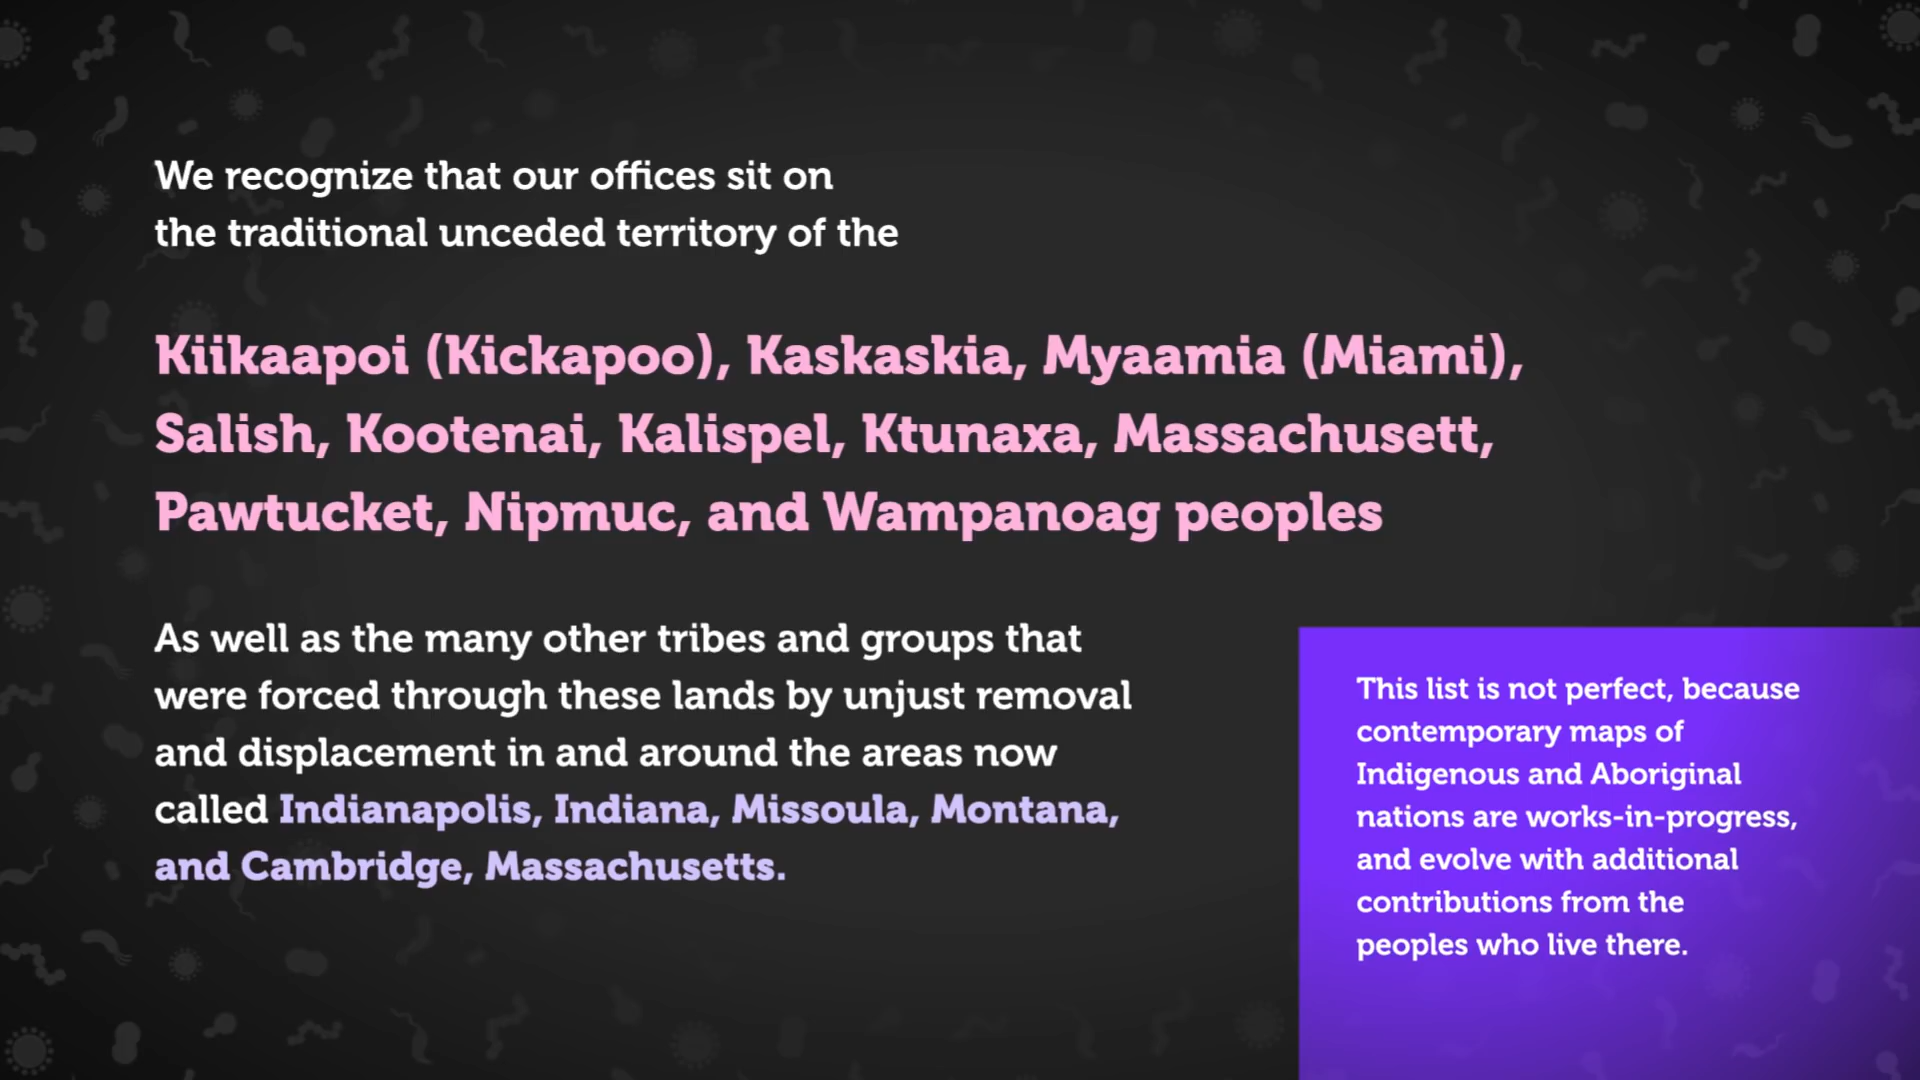 We recognize that our offices sit on
the traditional unceded territory of the
Kiikaapoi (Kickapoo), Kaskaskia, Myaamia (Miami),
Salish, Kootenai, Kalispel, Ktunaxa, Massachusett,
Pawtucket, Nipmuc, and Wampanoag peoples
As well as the many other tribes and groups that
were forced through these lands by unjust removal
and displacement in and around the areas now
called Indianapolis, Indiana, Missoula, Montana,
and Cambridge, Massachusetts.
This list is not perfect, because
contemporary maps of
Indigenous and Aboriginal
nations are works-in-progress,
and evolve with additional
contributions from the
peoples who live there.